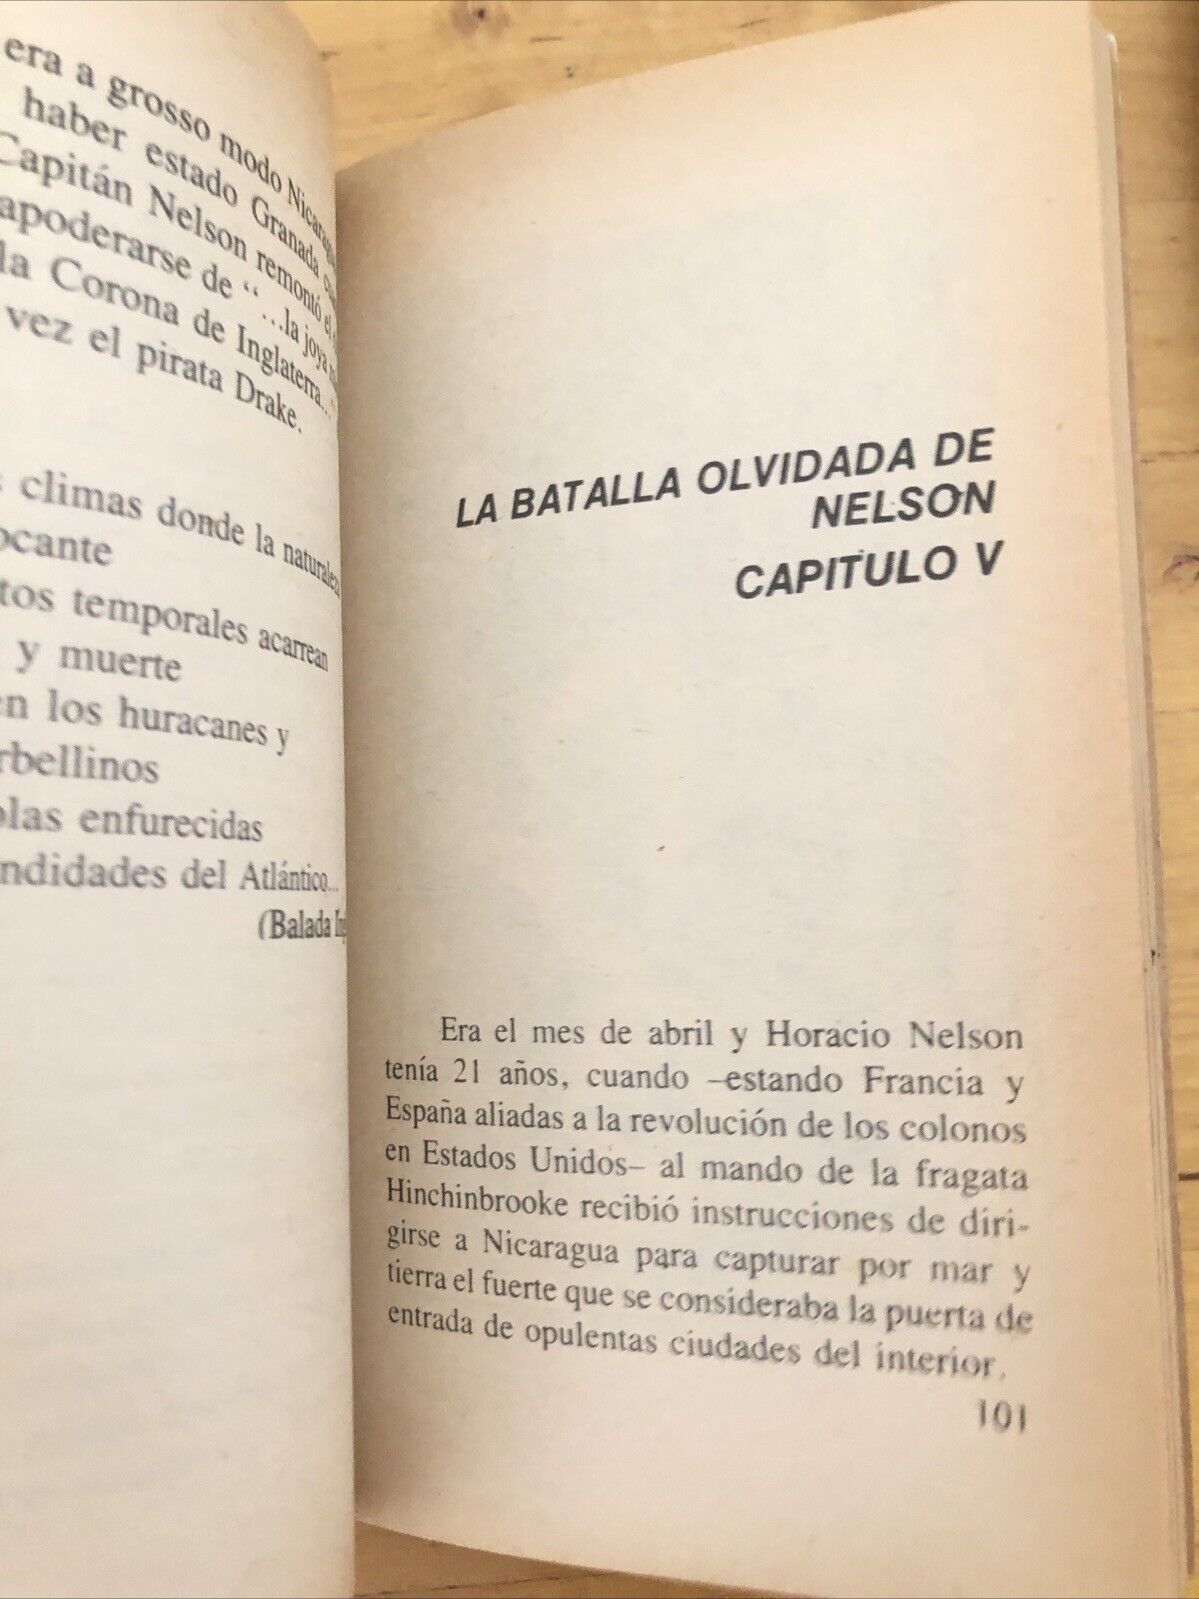 era a grosso modo
haber estado Granada
Capitán Nelson remontó el
apoderarse de “...la joya
la Corona de Inglaterra...”
vez el pirata Drake.
climas donde la naturaleza
ocante
tos temporales acarrean
y muerte
en los huracanes y
rbellinos
olas enfurecidas
ndidades del Atlántico...
(Balada
LA BATALLA OLVIDADA DE
NELSON
CAPITULO V
Era el mes de abril y Horacio Nelson
tenía 21 años, cuando –estando Francia y
España aliadas a la revolución de los colonos
en Estados Unidos– al mando de la fragata
Hinchinbrooke recibió instrucciones de diri-
girse a Nicaragua para capturar por mar y
tierra el fuerte que se consideraba la puerta de
entrada de opulentas ciudades del interior.
101